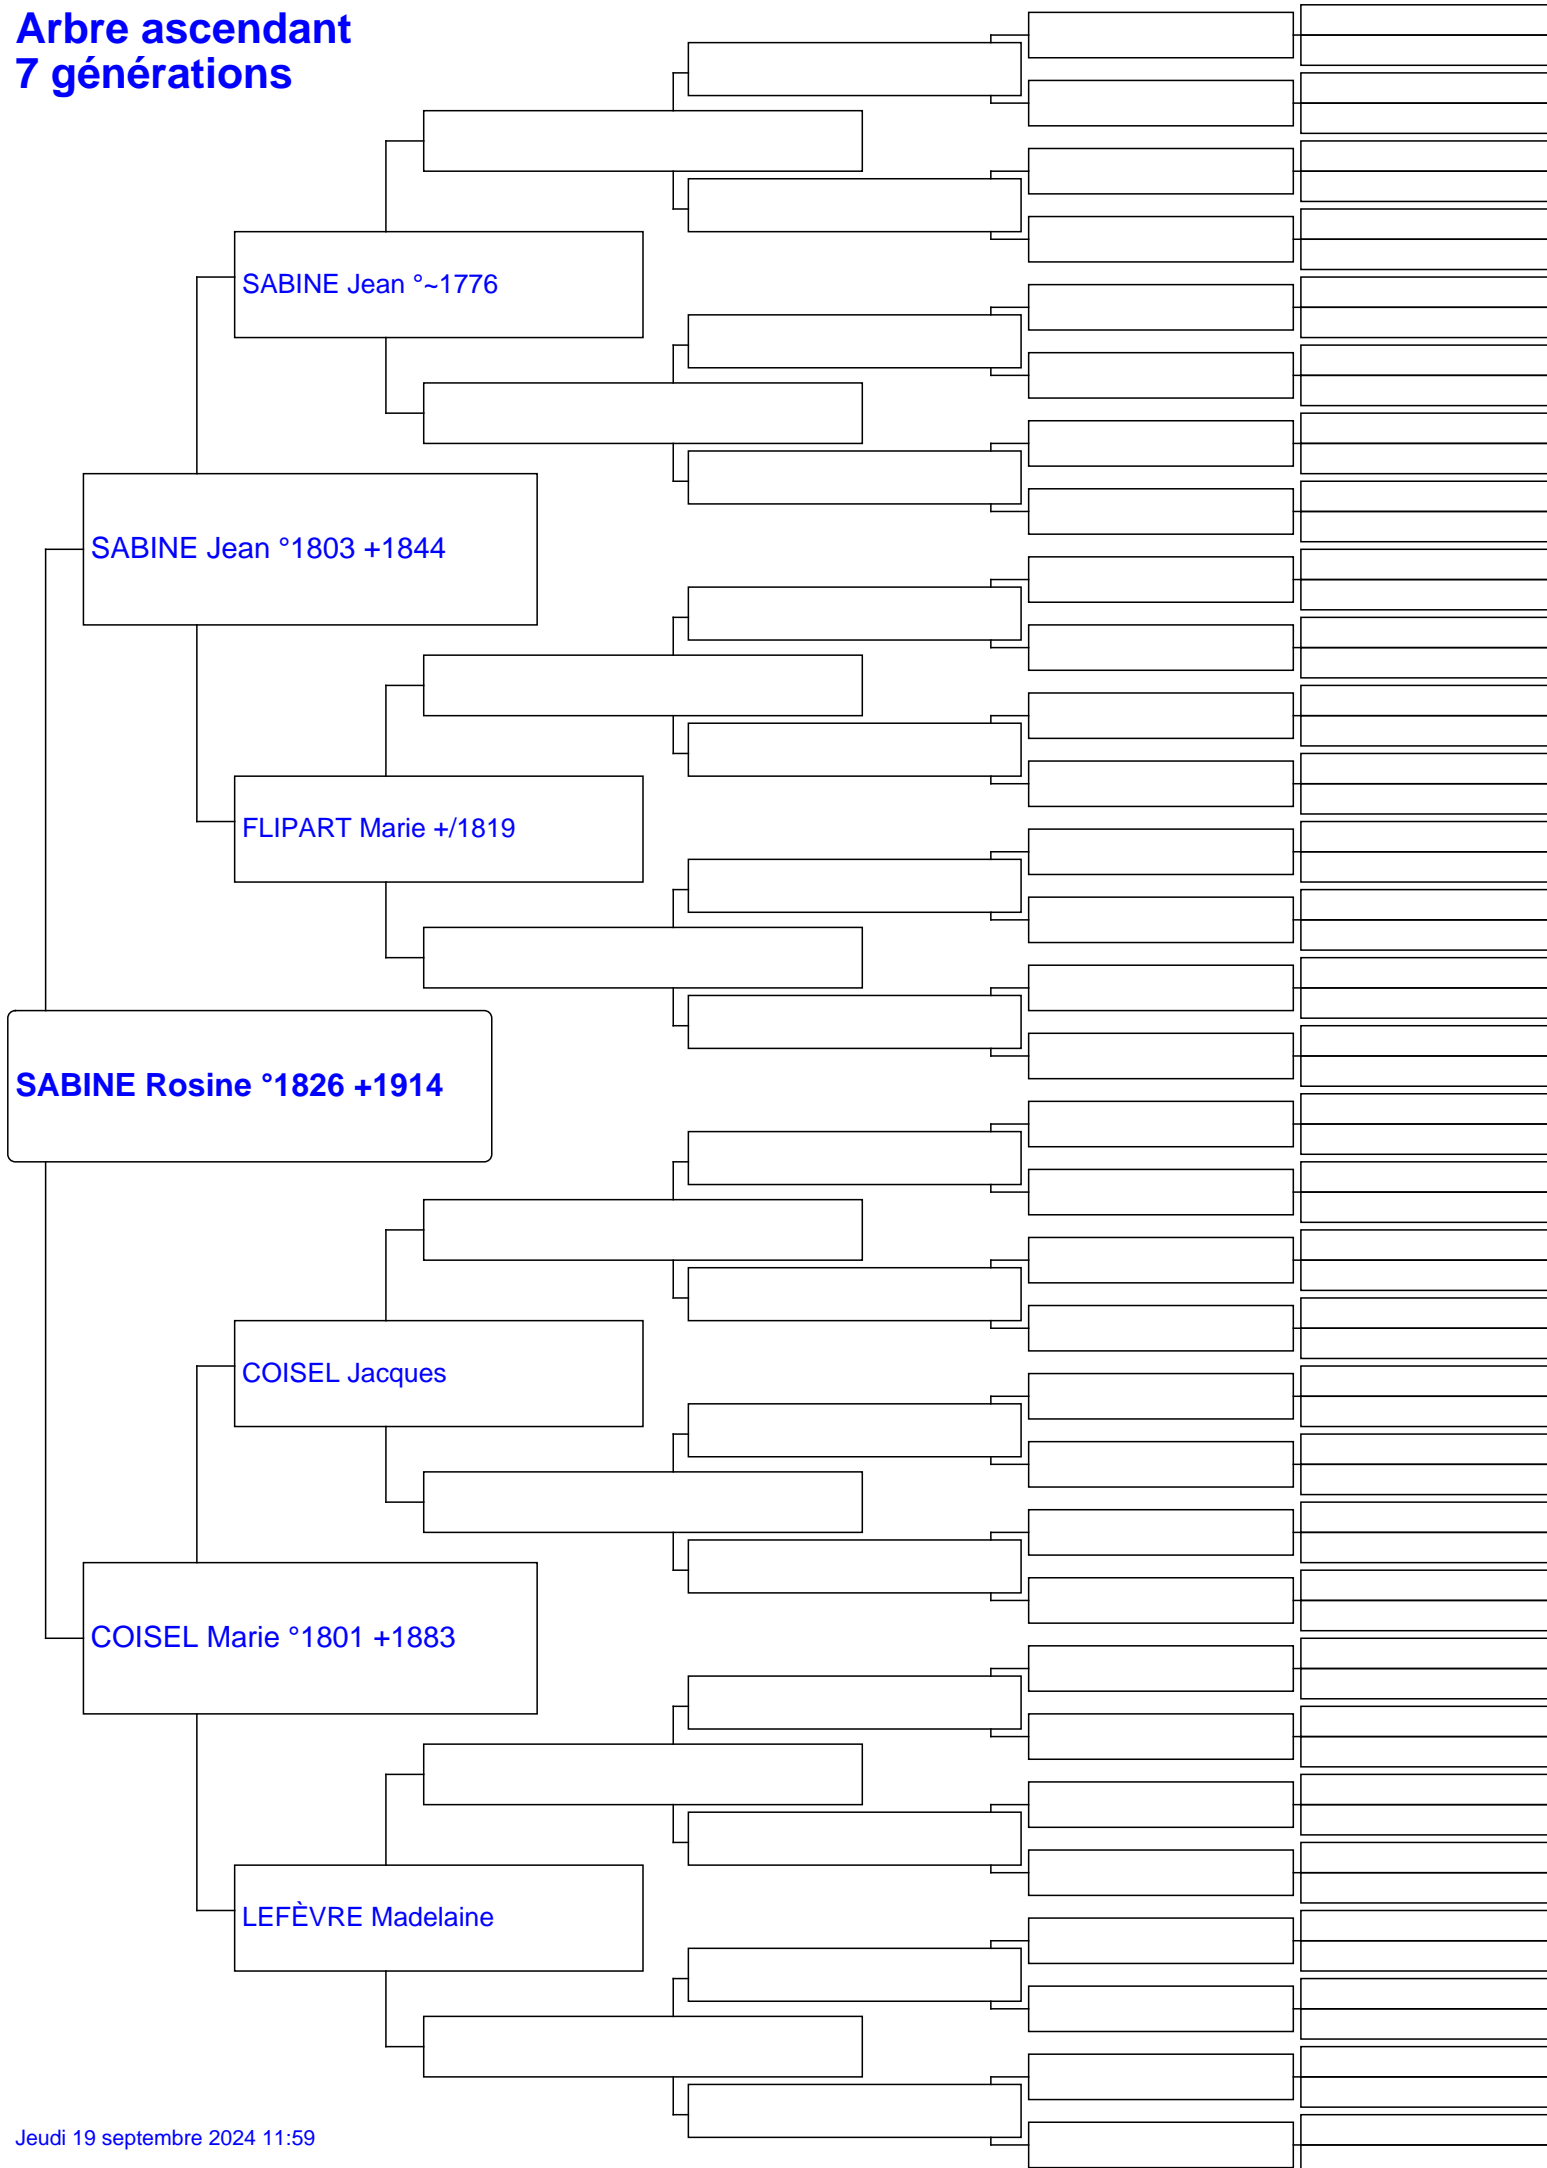 Arbre ascendant
7 générations
SABINE Jean °~1776
SABINE Jean °1803 +1844
FLIPART Marie +/1819
SABINE Rosine °1826 +1914
COISEL Jacques
COISEL Marie °1801 +1883
LEFÈVRE Madelaine
Jeudi 19 septembre 2024 11:59